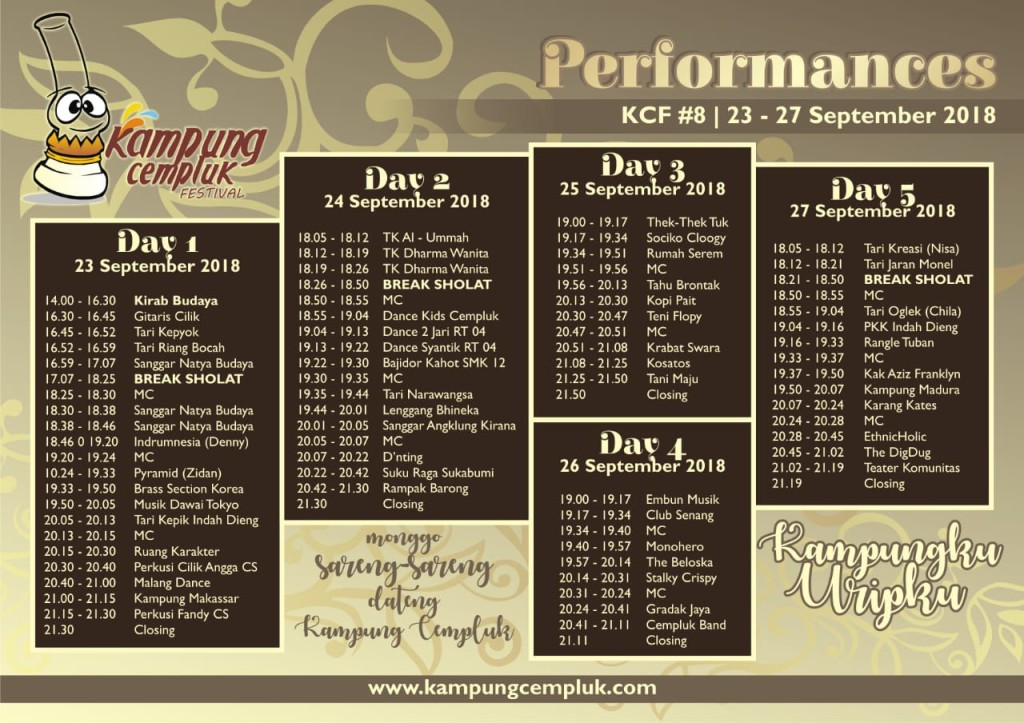 Kampung
cempluk
FESTIVAL
Performances
KCF #8 | 23 - 27 September 2018
Day 1
23 September 2018
14.00 - 16.30 Kirab Budaya
16.30 - 16.45 Gitaris Cilik
16.45 - 16.52 Tari Kepyok
16.52 - 16.59 Tari Riang Bocah
16.59 - 17.07 Sanggar Natya Budaya
17.07 - 18.25 BREAK SHOLAT
18.25 - 18.30 MC
18.30 - 18.38 Sanggar Natya Budaya
18.38 - 18.46 Sanggar Natya Budaya
18.46 0 19.20 Indrumnesia (Denny)
19.20 - 19.24 MC
10.24 - 19.33 Pyramid (Zidan)
19.33 - 19.50 Brass Section Korea
19.50 - 20.05 Musik Dawai Tokyo
20.05 - 20.13 Tari Kepik Indah Dieng
20.13 - 20.15 MC
20.15 - 20.30 Ruang Karakter
20.30 - 20.40 Perkusi Cilik Angga CS
20.40 - 21.00 Malang Dance
21.00 - 21.15 Kampung Makassar
21.15 - 21.30 Perkusi Fandy CS
21.30 Closing
Day 2
24 September 2018
18.05 - 18.12 TK Al - Ummah
18.12 - 18.19 TK Dharma Wanita
18.19 - 18.26 TK Dharma Wanita
18.26 - 18.50 BREAK SHOLAT
18.50 - 18.55 MC
18.55 - 19.04 Dance Kids Cempluk
19.04 - 19.13 Dance 2 Jari RT 04
19.13 - 19.22 Dance Syantik RT 04
19.22 - 19.30 Bajidor Kahot SMK 12
19.30 - 19.35 MC
19.35 - 19.44 Tari Narawangsa
19.44 - 20.01 Lenggang Bhineka
20.01 - 20.05 Sanggar Angklung Kirana
20.05 - 20.07 MC
20.07 - 20.22 D'nting
20.22 - 20.42 Suku Raga Sukabumi
20.42 - 21.30 Rampak Barong
21.30 Closing
Day 3
25 September 2018
19.00 - 19.17 Thek-Thek Tuk
19.17 - 19.34 Sociko Cloogy
19.34 - 19.51 Rumah Serem
19.51 - 19.56 MC
19.56 - 20.13 Tahu Brontak
20.13 - 20.30 Kopi Pait
20.30 - 20.47 Teni Flopy
20.47 - 20.51 MC
20.51 - 21.08 Krabat Swara
21.08 - 21.25 Kosatos
21.25 - 21.50 Tani Maju
21.50 Closing
Day 4
26 September 2018
19.00 - 19.17 Embun Musik
19.17 - 19.34 Club Senang
19.34 - 19.40 MC
19.40 - 19.57 Monohero
19.57 - 20.14 The Beloska
20.14 - 20.31 Stalky Crispy
20.31 - 20.24 MC
20.24 - 20.41 Gradak Jaya
20.41 - 21.11 Cempluk Band
21.11 Closing
Day 5
27 September 2018
18.05 - 18.12 Tari Kreasi (Nisa)
18.12 - 18.21 Tari Jaran Monel
18.21 - 18.50 BREAK SHOLAT
18.50 - 18.55 MC
18.55 - 19.04 Tari Oglek (Chila)
19.04 - 19.16 PKK Indah Dieng
19.16 - 19.33 Rangle Tuban
19.33 - 19.37 MC
19.37 - 19.50 Kak Aziz Franklyn
19.50 - 20.07 Kampung Madura
20.07 - 20.24 Karang Kates
20.24 - 20.28 MC
20.28 - 20.45 EthnicHolic
20.45 - 21.02 The DigDug
21.02 - 21.19 Teater Komunitas
21.19 Closing
monggo
Sareng-Sareng
dateng
Kampung Cempluk
Kampungku
Uripku
www.kampungcempluk.com